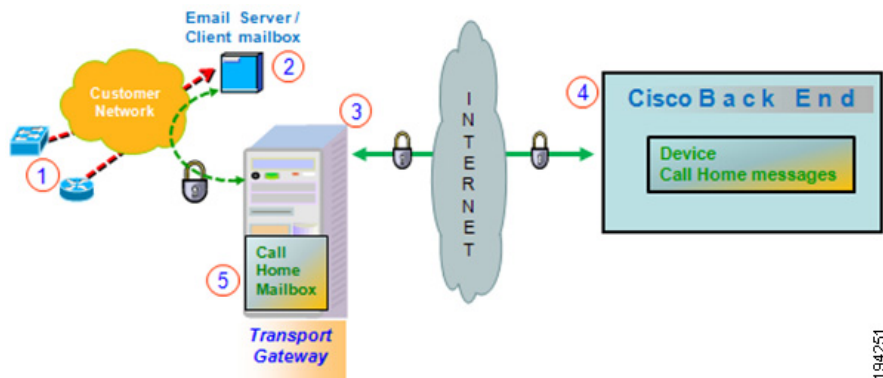 Email Server /
Client mailbox
2
Customer
Network
1
3
INTERNET
4
Cisco Back End
Device
Call Home messages
5
Call
Home
Mailbox
Transport
Gateway
194251